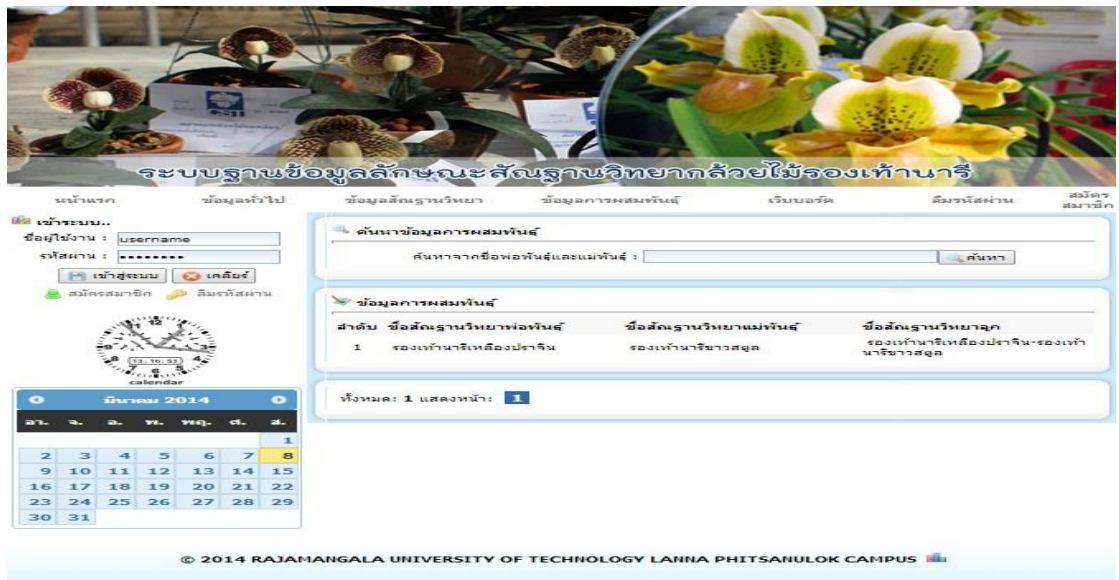 ระบบฐานข้อมูลลักษณะสัณฐานวิทยากล้วยไม้รองเท้านารี
หน้าแรก ข้อมูลทั่วไป ข้อมูลสัณฐานวิทยา ข้อมูลการผสมพันธุ์ เว็บบอร์ด ลืมรหัสผ่าน สมัครสมาชิก
เข้าระบบ..
ชื่อผู้ใช้งาน : username
รหัสผ่าน : ••••••••
เข้าสู่ระบบ เคลียร์
สมัครสมาชิก ลืมรหัสผ่าน
12
3
13:16:53
8 7 6 5
calendar
มีนาคม 2014
อา. จ. อ. พ. พฤ. ศ. ส.
1
2 3 4 5 6 7 8
9 10 11 12 13 14 15
16 17 18 19 20 21 22
23 24 25 26 27 28 29
30 31
ค้นหาข้อมูลการผสมพันธุ์
ค้นหาจากชื่อพ่อพันธุ์และแม่พันธุ์ : ค้นหา
ข้อมูลการผสมพันธุ์
ลำดับ ชื่อสัณฐานวิทยาพ่อพันธุ์ ชื่อสัณฐานวิทยาแม่พันธุ์ ชื่อสัณฐานวิทยาลูก
1 รองเท้านารีเหลืองปราจีน รองเท้านารีขาวสตูล รองเท้านารีเหลืองปราจีน-รองเท้า
นารีขาวสตูล
ทั้งหมด: 1 แสดงหน้า: 1
© 2014 RAJAMANGALA UNIVERSITY OF TECHNOLOGY LANNA PHITSANULOK CAMPUS